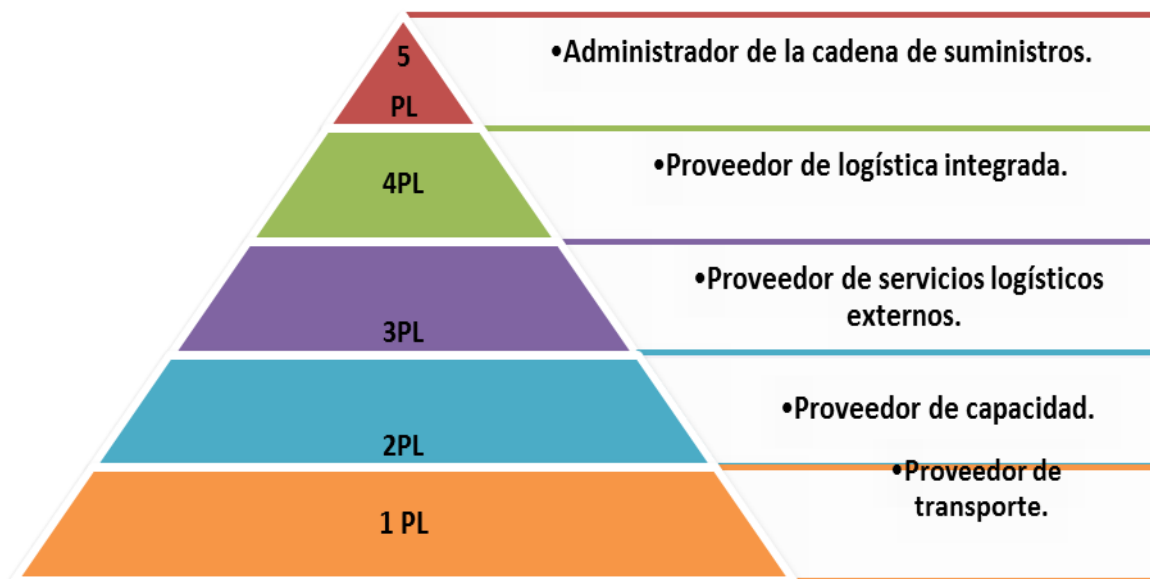 5
PL
•Administrador de la cadena de suministros.
4PL
•Proveedor de logística integrada.
3PL
•Proveedor de servicios logísticos
externos.
2PL
•Proveedor de capacidad.
1 PL
•Proveedor de
transporte.